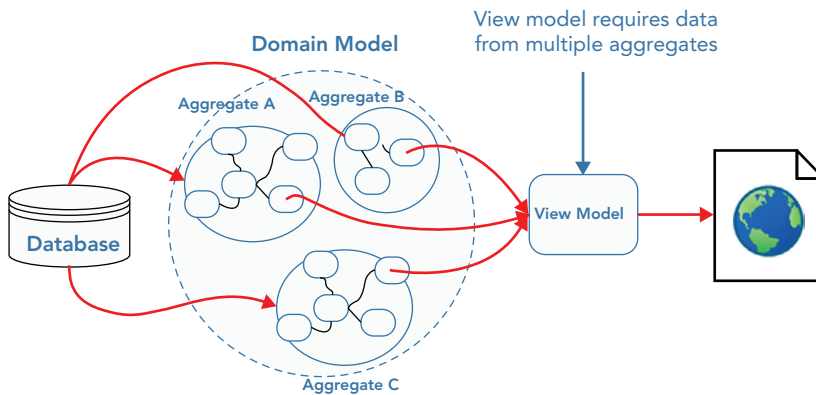 View model requires data
from multiple aggregates
Domain Model
Aggregate A
Aggregate B
Database
View Model
Aggregate C